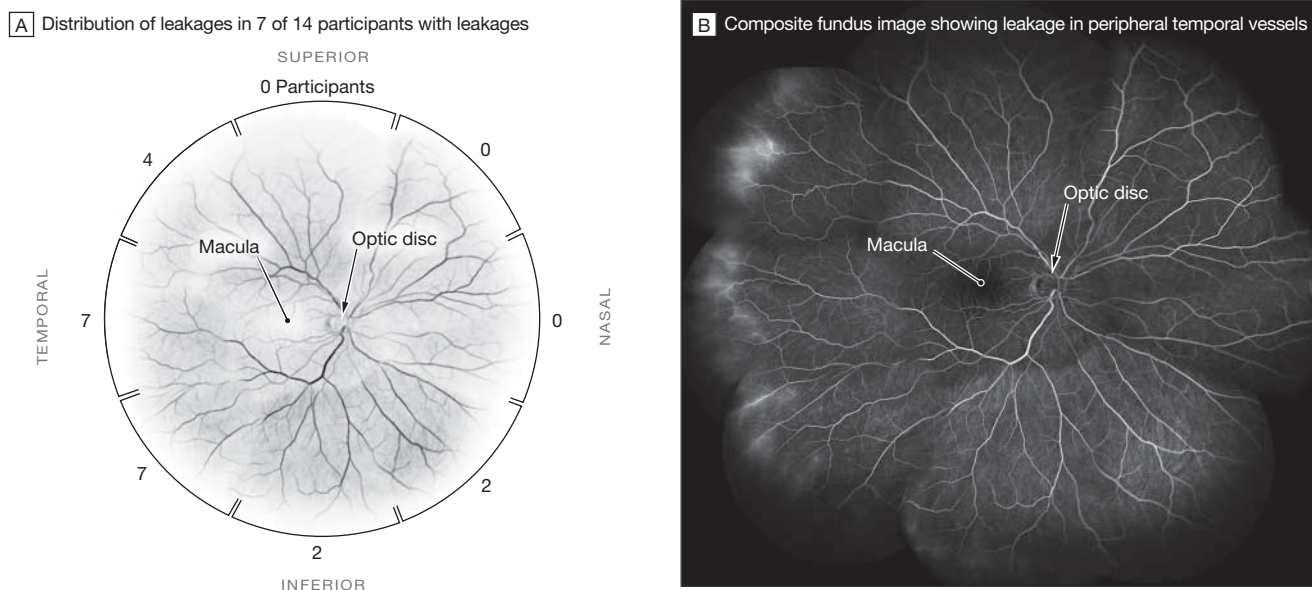 A Distribution of leakages in 7 of 14 participants with leakages
SUPERIOR
0 Participants
4
0
Macula
Optic disc
TEMPORAL
7
0
NASAL
7
2
2
INFERIOR
B Composite fundus image showing leakage in peripheral temporal vessels
Optic disc
Macula